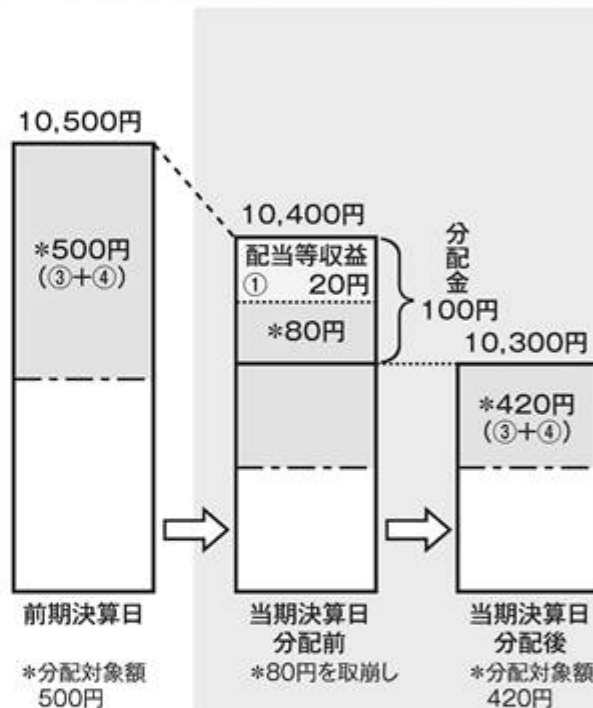 10,500円
*500円
(③+④)
10,400円
配当等収益
① 20円
*80円
分配金
100円
10,300円
*420円
(③+④)
前期決算日
*分配対象額
500円
当期決算日
分配前
*80円を取崩し
当期決算日
分配後
*分配対象額
420円